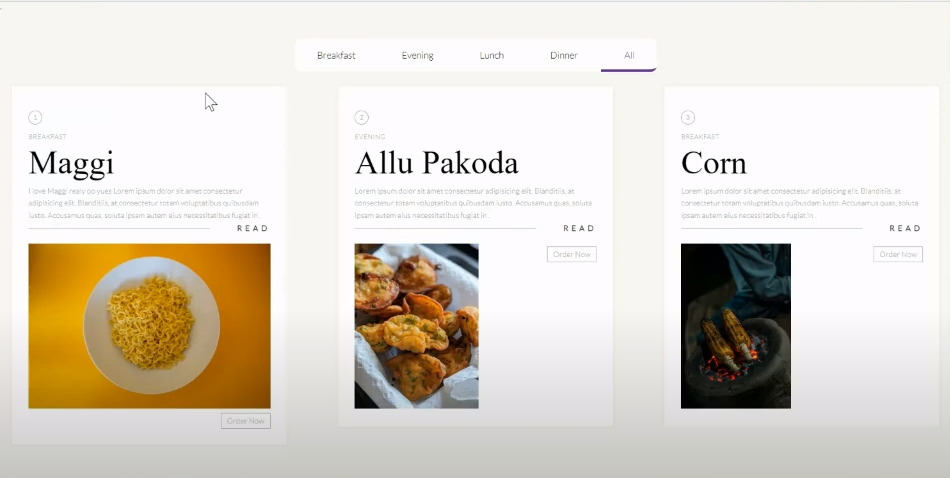 Breakfast Evening Lunch Dinner All
1
BREAKFAST
Maggi
I love Maggi realy oo yues Lorem ipsum dolor sit amet consectetur
adipisicing elit. Blanditiis, at consectetur totam voluptatibus quibusdam
iusto. Accusamus quas, soluta ipsam autem eius necessitatibus fugiat in.
READ
Order Now
2
EVENING
Allu Pakoda
Lorem ipsum dolor sit amet consectetur adipisicing elit. Blanditiis, at
consectetur totam voluptatibus quibusdam iusto. Accusamus quas, soluta
ipsam autem eius necessitatibus fugiat in.
READ
Order Now
3
BREAKFAST
Corn
Lorem ipsum dolor sit amet consectetur adipisicing elit. Blanditiis, at
consectetur totam voluptatibus quibusdam iusto. Accusamus quas, soluta
ipsam autem eius necessitatibus fugiat in.
READ
Order Now